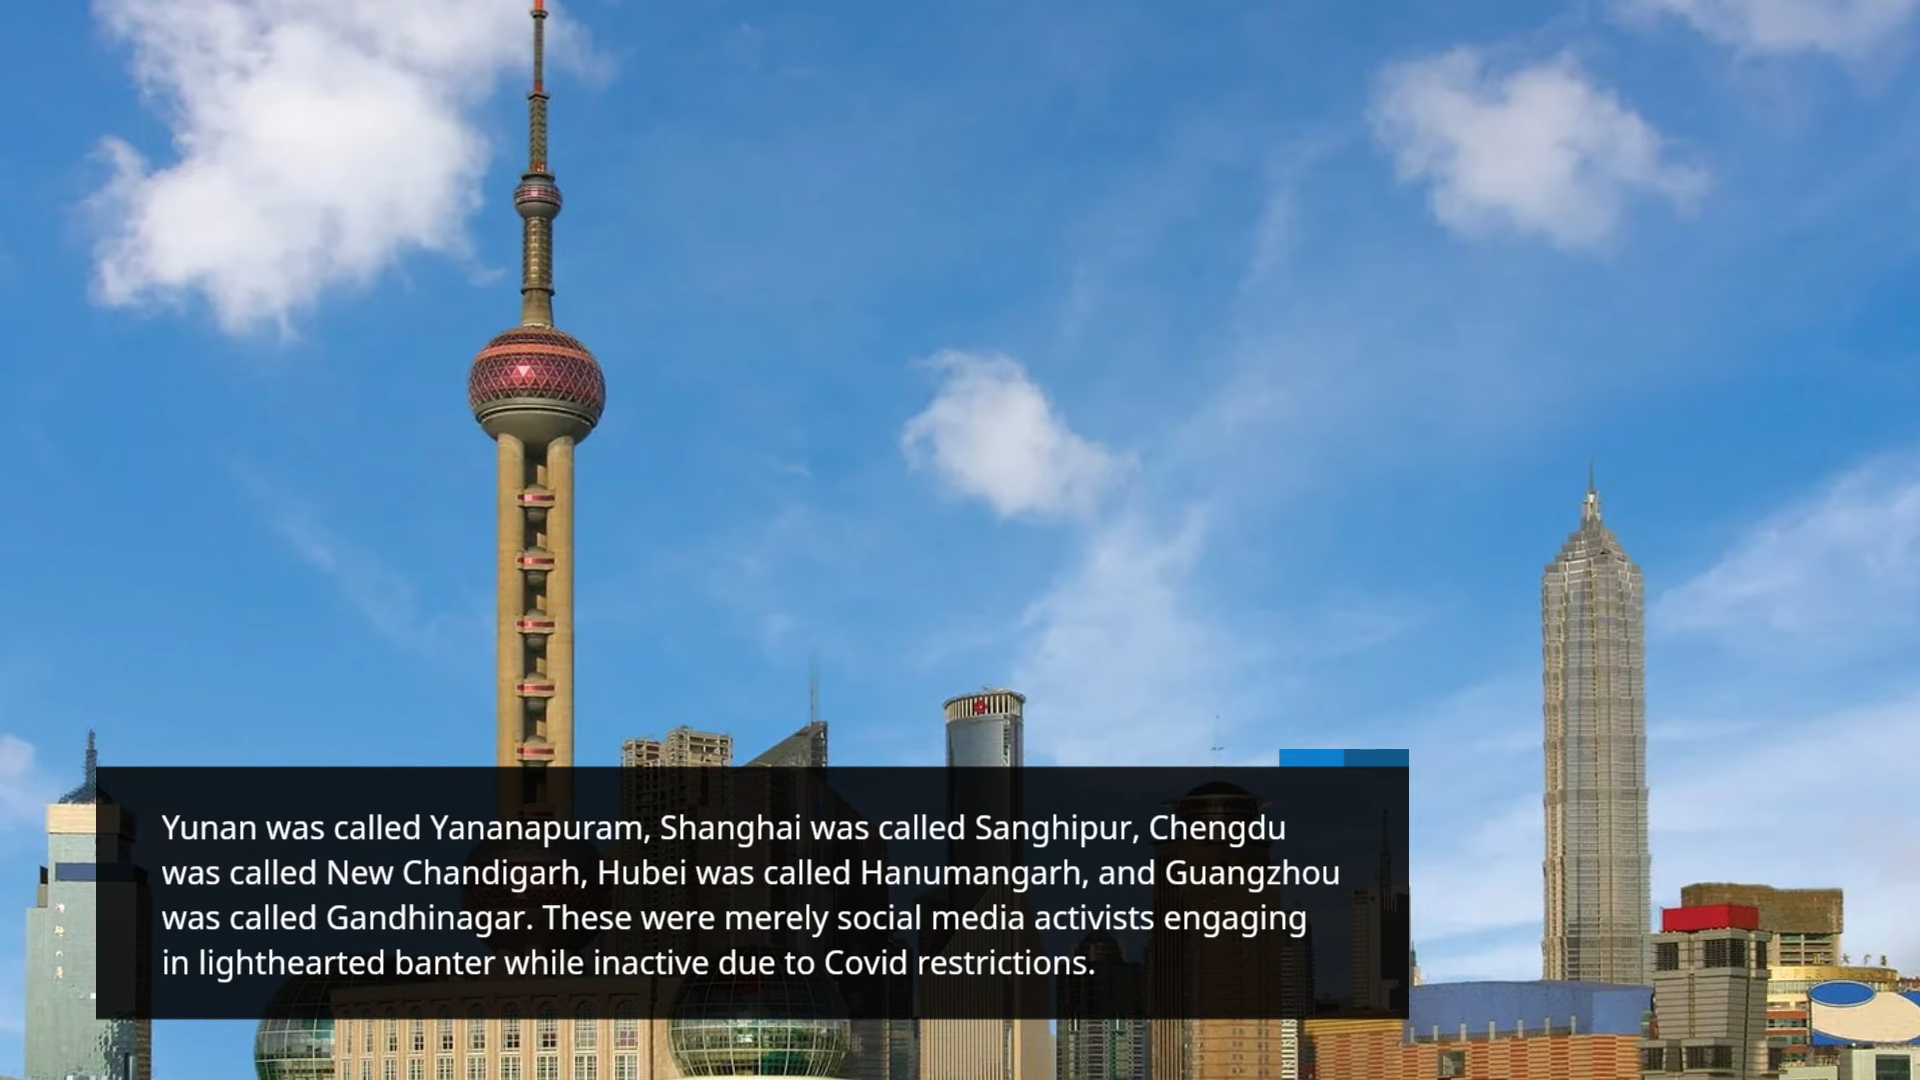 Yunan was called Yananapuram, Shanghai was called Sanghipur, Chengdu
was called New Chandigarh, Hubei was called Hanumangarh, and Guangzhou
was called Gandhinagar. These were merely social media activists engaging
in lighthearted banter while inactive due to Covid restrictions.